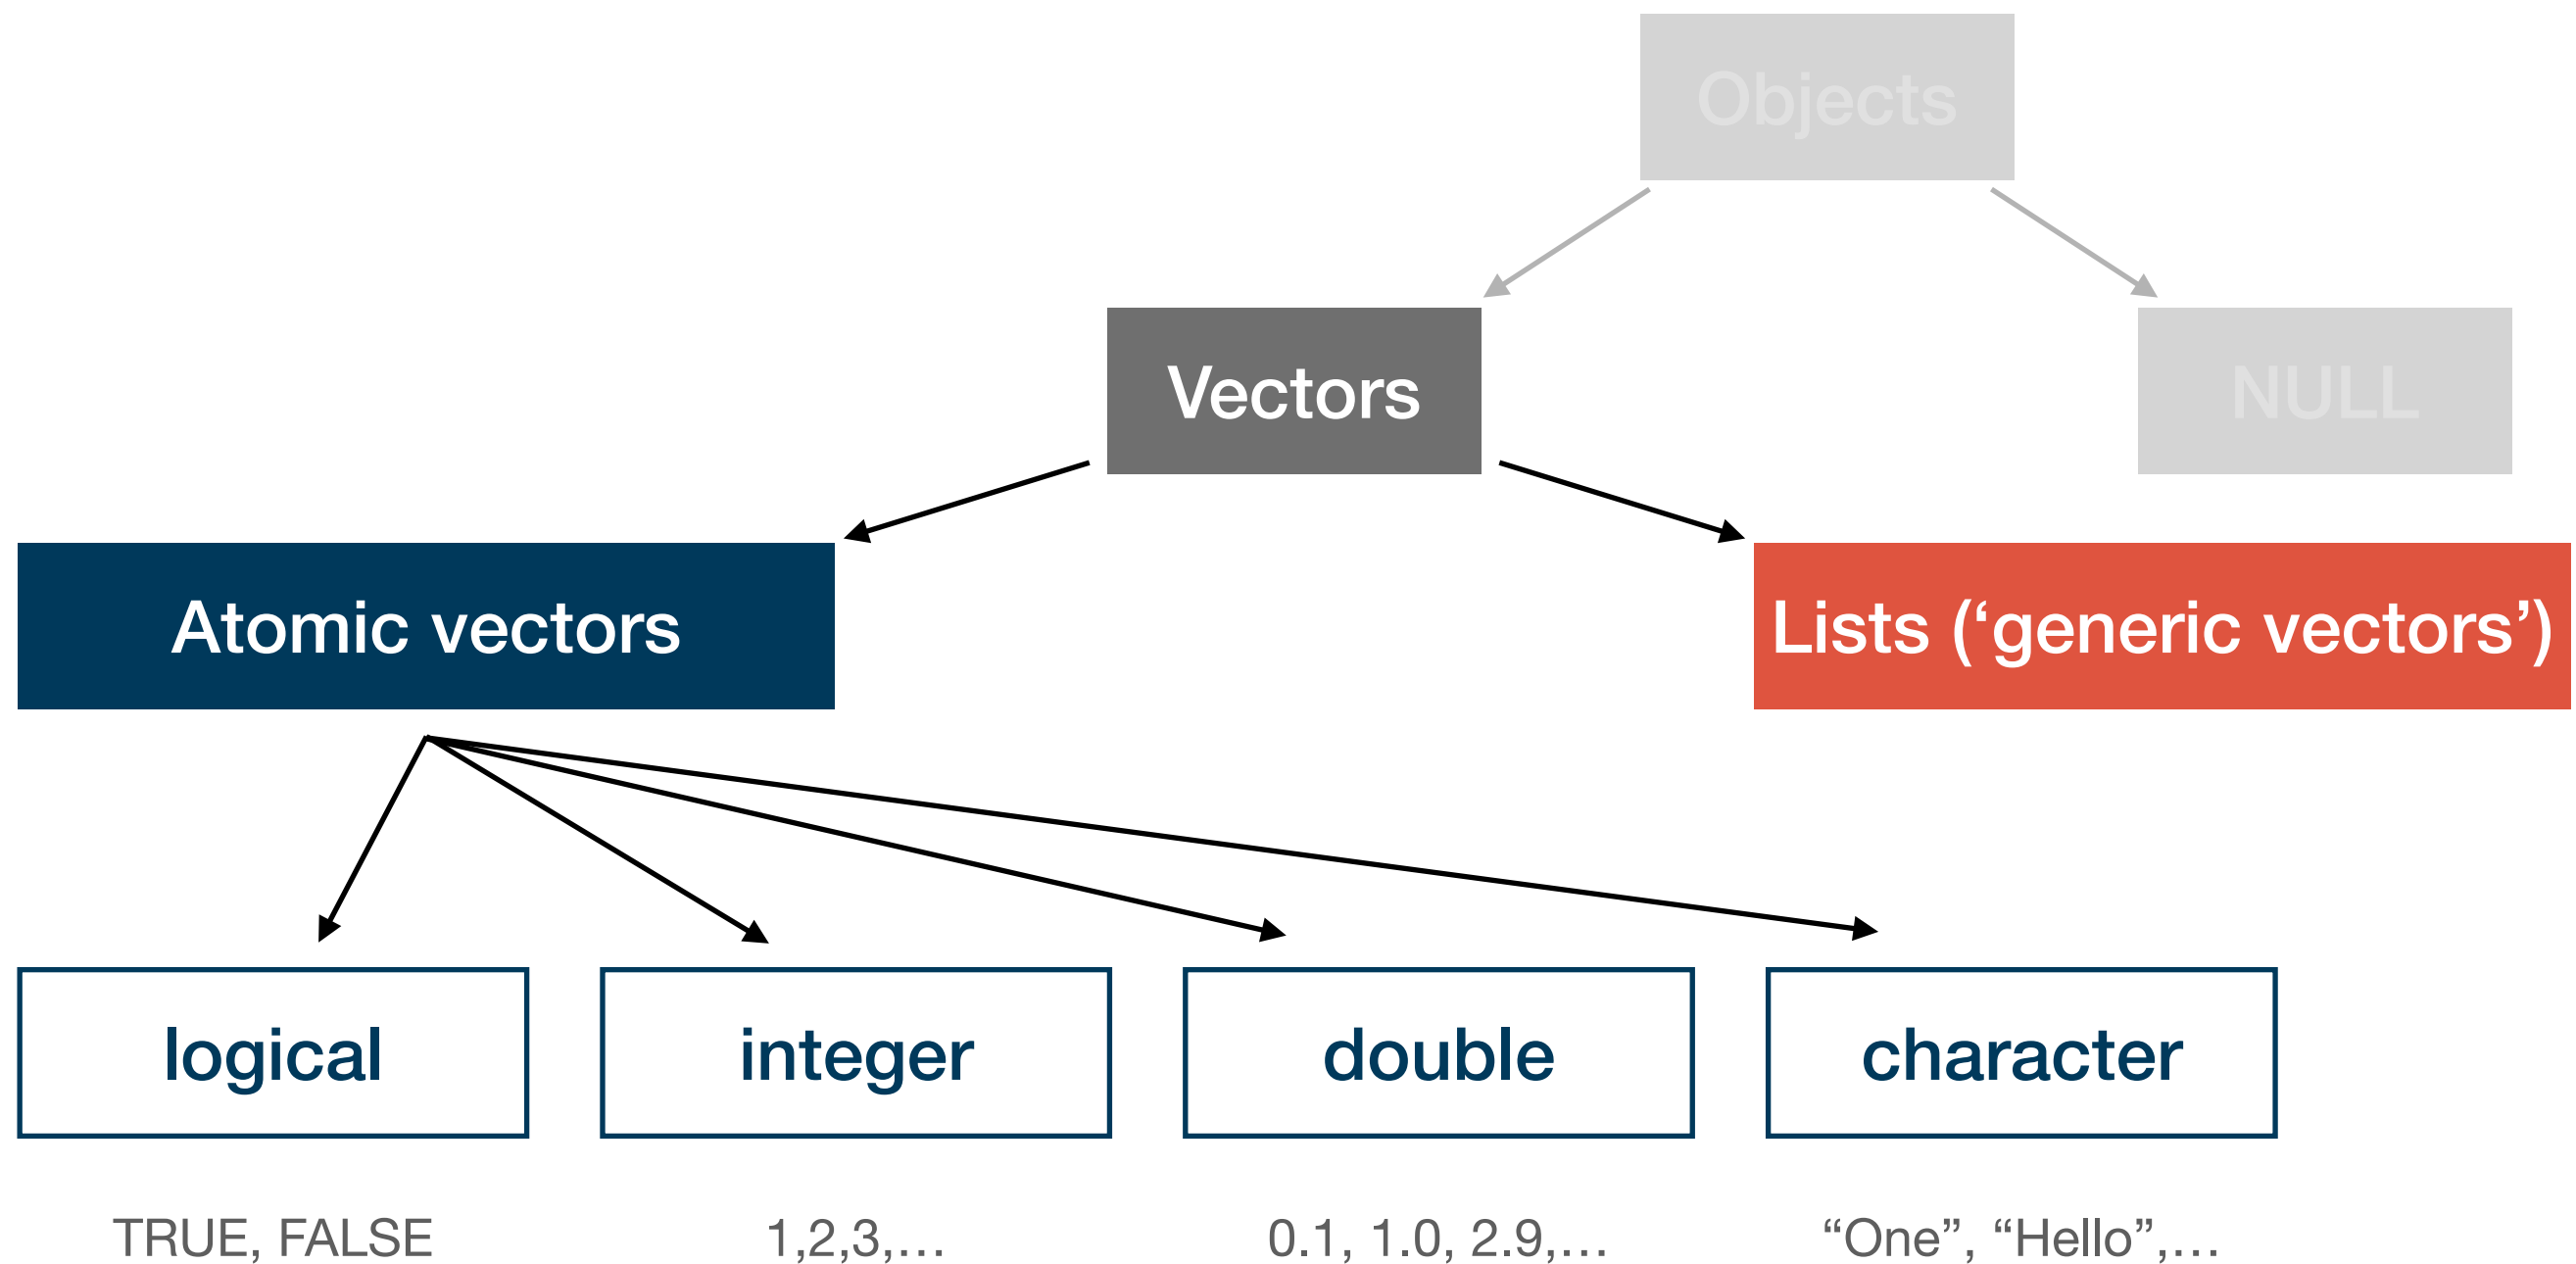 Objects
Vectors
NULL
Atomic vectors
Lists (‘generic vectors’)
logical
integer
double
character
TRUE, FALSE
1,2,3,…
0.1, 1.0, 2.9,…
“One”, “Hello”,…